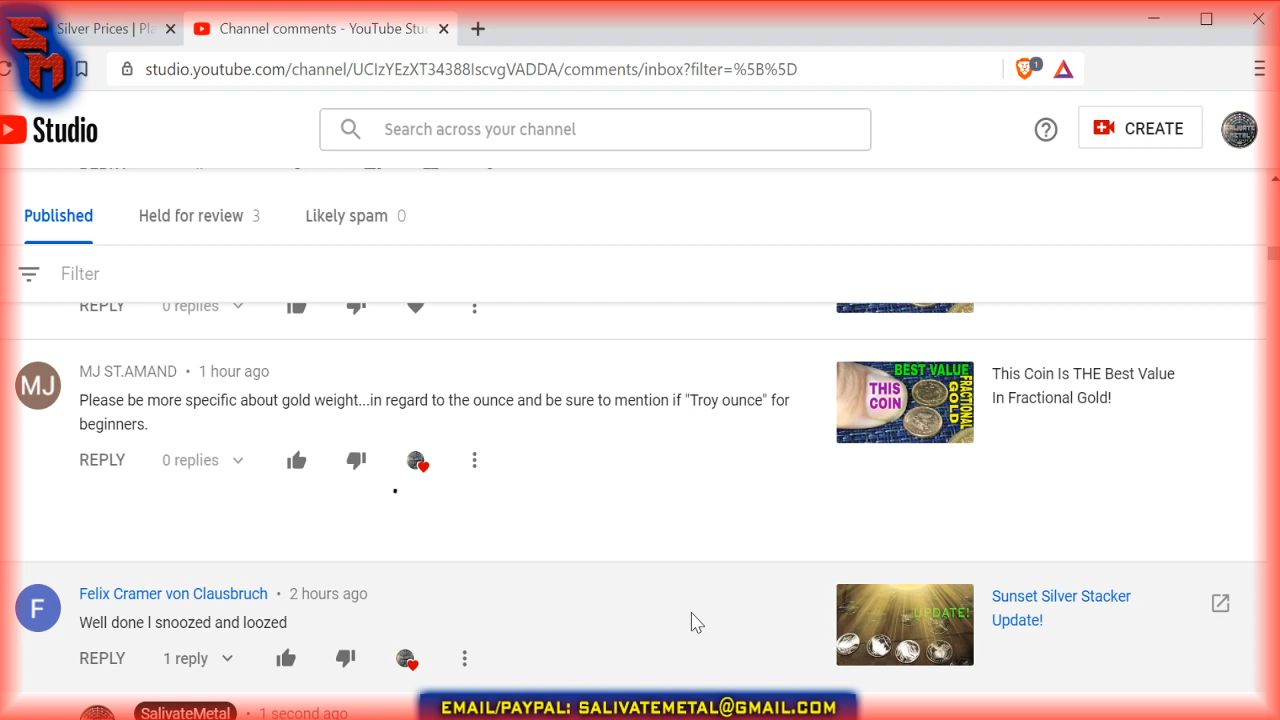 Silver Prices | Pla
Channel comments - YouTube Stu
SM
studio.youtube.com/channel/UCIzYEzXT34388IscvgVADDA/comments/inbox?filter=%5B%5D
1
Studio
Search across your channel
CREATE
Published
Held for review 3
Likely spam 0
Filter
REPLY 0 replies
MJ
MJ ST.AMAND • 1 hour ago
Please be more specific about gold weight...in regard to the ounce and be sure to mention if "Troy ounce" for
beginners.
REPLY 0 replies
BEST VALUE
THIS
COIN
FRACTIONAL
GOLD
This Coin Is THE Best Value
In Fractional Gold!
F
Felix Cramer von Clausbruch • 2 hours ago
Well done I snoozed and loozed
REPLY 1 reply
UPDATE!
Sunset Silver Stacker
Update!
SalivateMetal • 1 second ago
EMAIL/PAYPAL: SALIVATEMETAL@GMAIL.COM